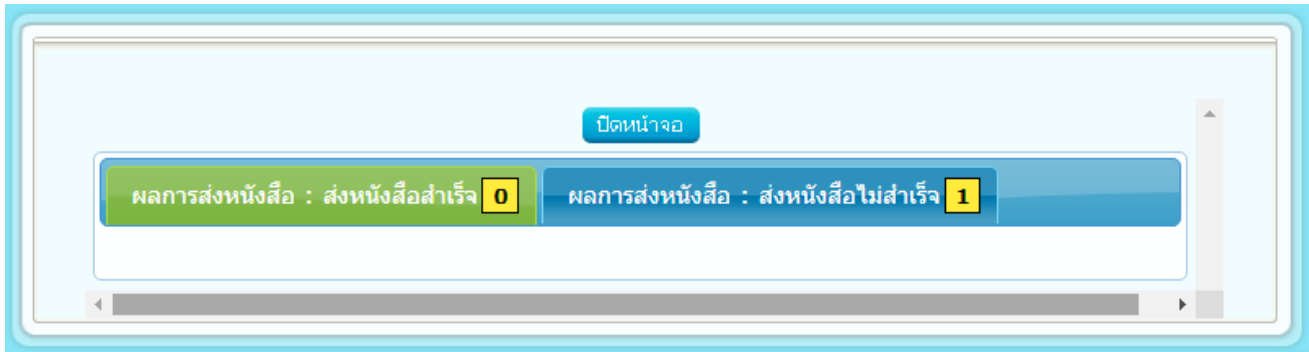 ปิดหน้าจอ
ผลการส่งหนังสือ : ส่งหนังสือสำเร็จ 0 ผลการส่งหนังสือ : ส่งหนังสือไม่สำเร็จ 1